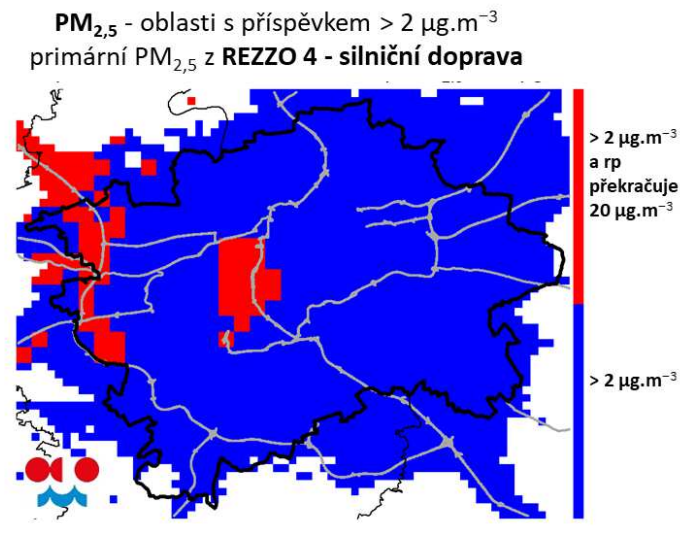 PM2,5 - oblasti s příspěvkem > 2 µg.m−3
primární PM2,5 z REZZO 4 - silniční doprava
> 2 µg.m−3
a rp
překračuje
20 µg.m−3
> 2 µg.m−3